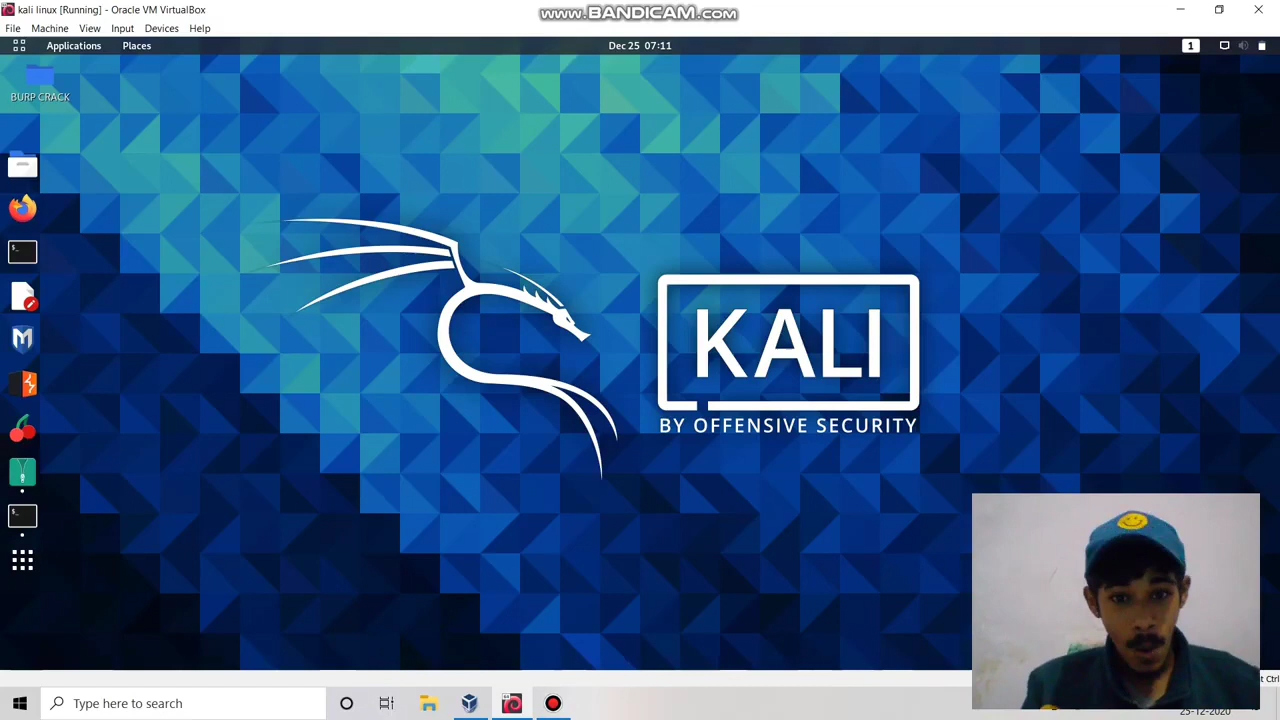 kali linux [Running] - Oracle VM VirtualBox
www.BANDICAM.com
File Machine View Input Devices Help
Applications Places
Dec 25 07:11
1
BURP CRACK
KALI
BY OFFENSIVE SECURITY
Type here to search
25-12-2020